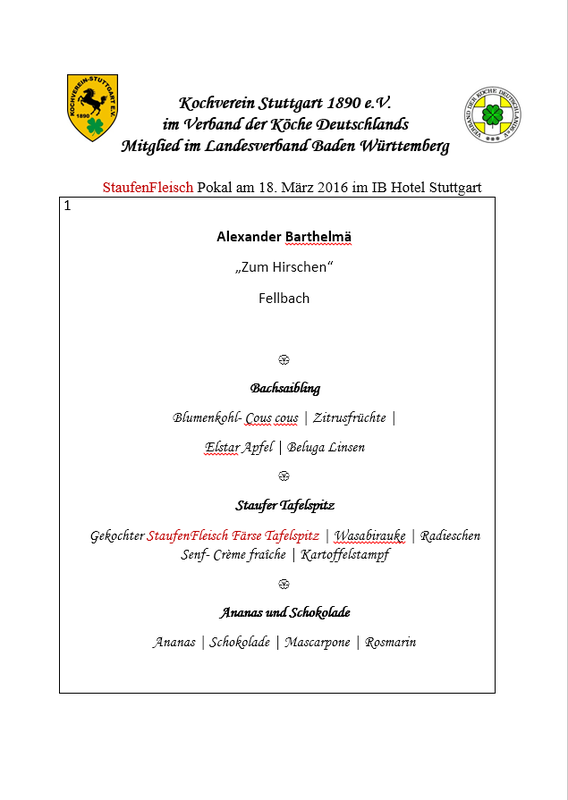 KOCHVEREIN-STUTTGART E.V.
1890
VERBAND DER KÖCHE DEUTSCHLANDS
Kochverein Stuttgart 1890 e.V.
im Verband der Köche Deutschlands
Mitglied im Landesverband Baden Württemberg
StaufenFleisch Pokal am 18. März 2016 im IB Hotel Stuttgart
1
Alexander Barthelmä
„Zum Hirschen“
Fellbach
Bachsaibling
Blumenkohl- Cous cous | Zitrusfrüchte |
Elstar Apfel | Beluga Linsen
Staufer Tafelspitz
Gekochter StaufenFleisch Färse Tafelspitz | Wasabirauke | Radieschen
Senf- Crème fraîche | Kartoffelstampf
Ananas und Schokolade
Ananas | Schokolade | Mascarpone | Rosmarin